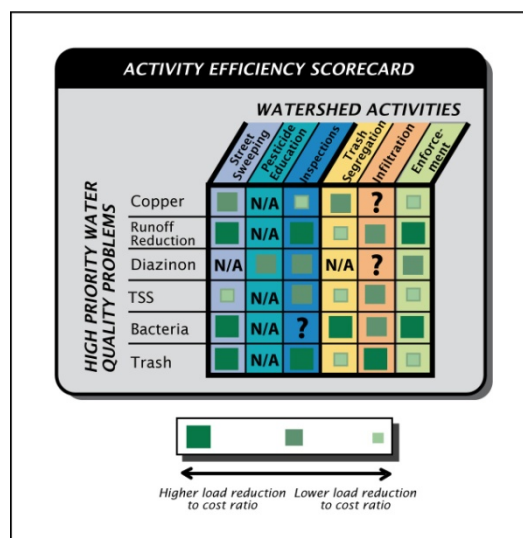 ACTIVITY EFFICIENCY SCORECARD
WATERSHED ACTIVITIES
Street
Sweeping
Pesticide
Education
Inspections
Trash
Segregation
Infiltration
Enforce-
ment
HIGH PRIORITY WATER
QUALITY PROBLEMS
Copper N/A ?
Runoff
Reduction N/A
Diazinon N/A N/A ?
TSS N/A
Bacteria N/A ?
Trash N/A
Higher load reduction
to cost ratio
Lower load reduction
to cost ratio